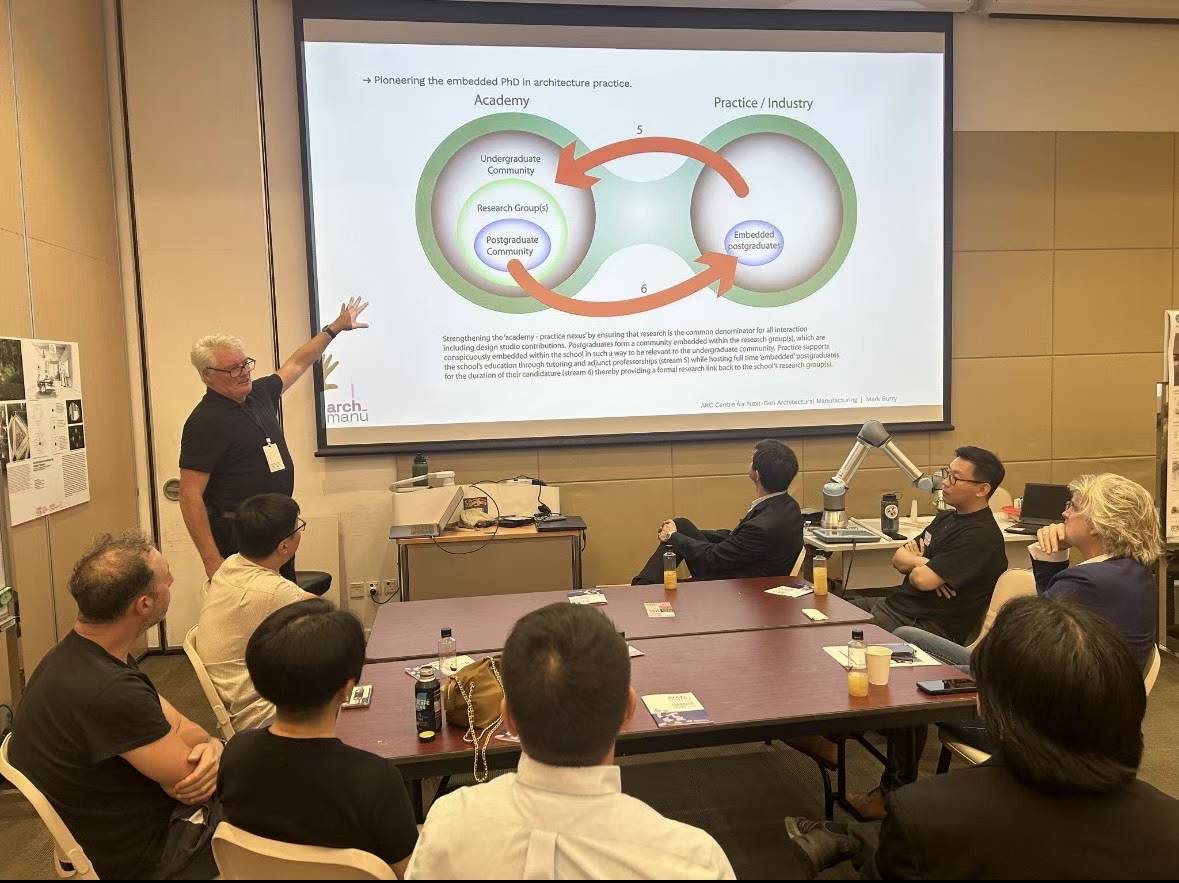 → Pioneering the embedded PhD in architecture practice.
Academy
Practice / Industry
5
Undergraduate
Community
Research Group(s)
Postgraduate
Community
Embedded
postgraduates
6
Strengthening the 'academy - practice nexus' by ensuring that research is the common denominator for all interaction
including design studio contributions. Postgraduates form a community embedded within the research group(s), which are
conspicuously embedded within the school in such a way to be relevant to the undergraduate community. Practice supports
the school's education through tutoring and adjunct professorships (stream 5) while hosting full time 'embedded' postgraduates
for the duration of their candidature (stream 6) thereby providing a formal research link back to the school's research group(s).
arch_
manu
ARC Centre for Next-Gen Architectural Manufacturing | Mark Burry